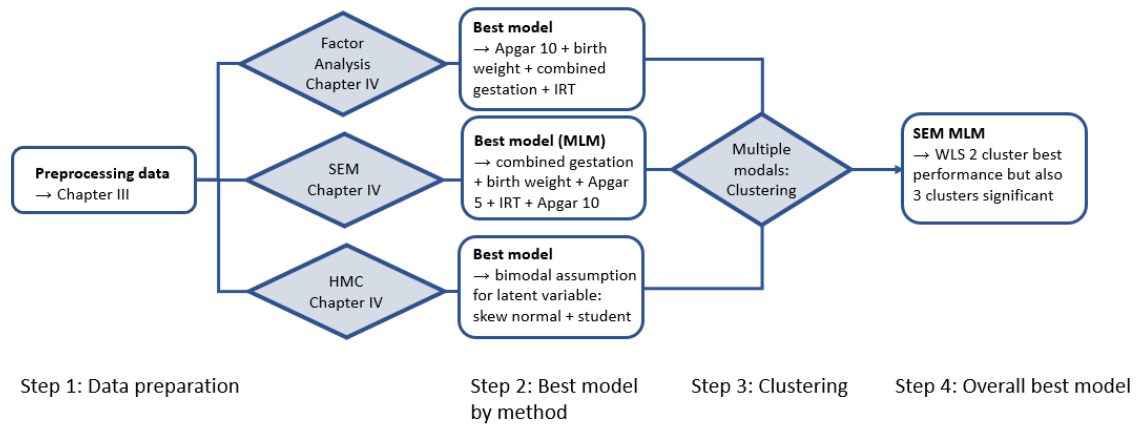 Preprocessing data
→ Chapter III
Factor
Analysis
Chapter IV
SEM
Chapter IV
HMC
Chapter IV
Best model
→ Apgar 10 + birth
weight + combined
gestation + IRT
Best model (MLM)
→ combined gestation
+ birth weight + Apgar
5 + IRT + Apgar 10
Best model
→ bimodal assumption
for latent variable:
skew normal + student
Multiple
modals:
Clustering
SEM MLM
→ WLS 2 cluster best
performance but also
3 clusters significant
Step 1: Data preparation
Step 2: Best model
by method
Step 3: Clustering
Step 4: Overall best model